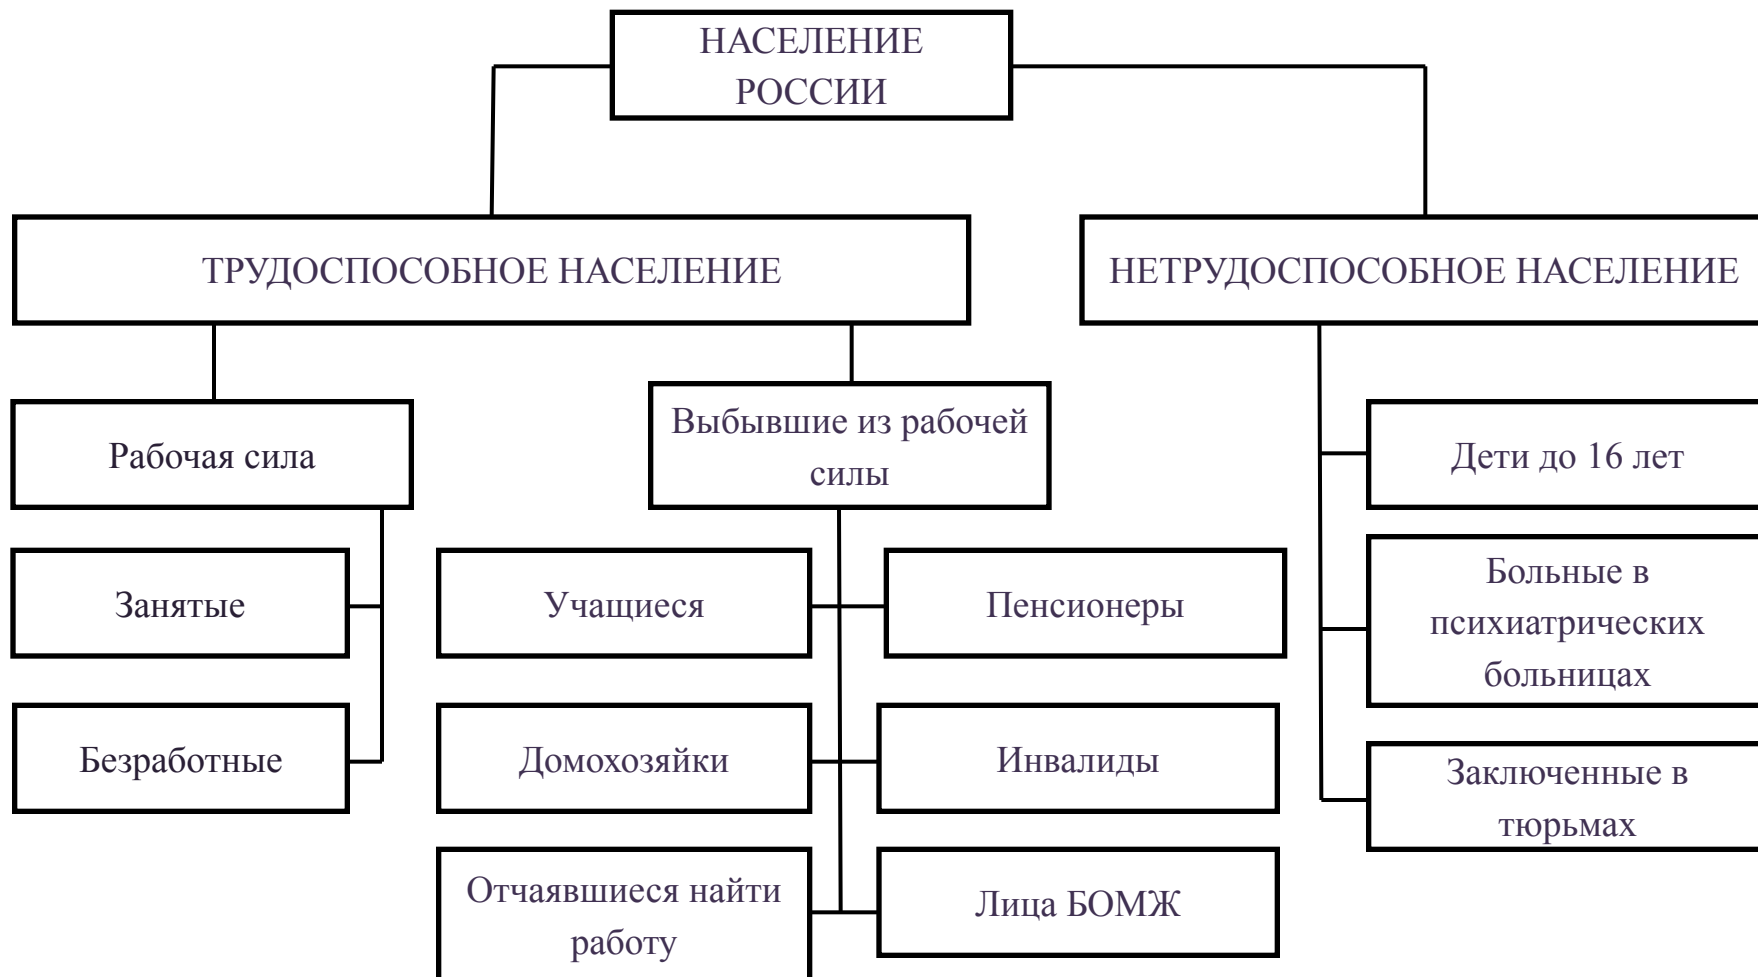 НАСЕЛЕНИЕ
РОССИИ
ТРУДОСПОСОБНОЕ НАСЕЛЕНИЕ
НЕТРУДОСПОСОБНОЕ НАСЕЛЕНИЕ
Рабочая сила
Занятые
Безработные
Выбывшие из рабочей
силы
Учащиеся
Пенсионеры
Домохозяйки
Инвалиды
Отчаявшиеся найти
работу
Лица БОМЖ
Дети до 16 лет
Больные в
психиатрических
больницах
Заключенные в
тюрьмах